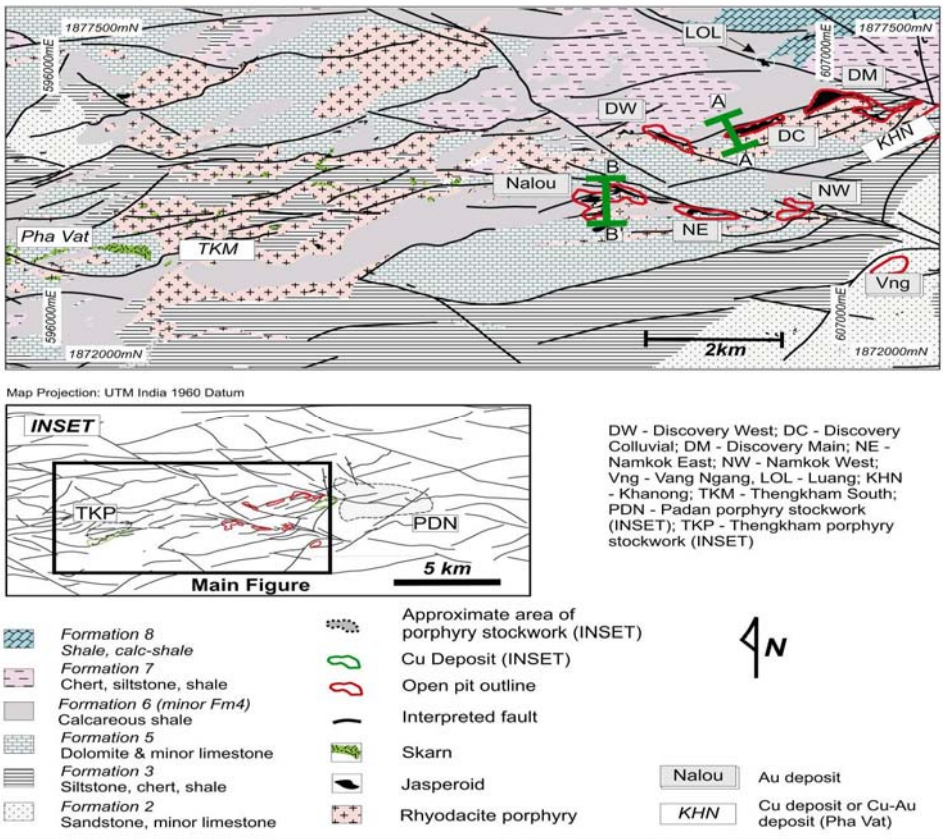 1877500mN
1877500mN
596000mE
607000mE
LOL
DM
DW
A
DC
A'
KHN
B
Nalou
NW
B'
NE
Pha Vat
TKM
Vng
596000mE
607000mE
1872000mN
1872000mN
2km
Map Projection: UTM India 1960 Datum
INSET
TKP
PDN
Main Figure
5 km
DW - Discovery West; DC - Discovery
Colluvial; DM - Discovery Main; NE -
Namkok East; NW - Namkok West;
Vng - Vang Ngang, LOL - Luang; KHN
- Khanong; TKM - Thengkham South;
PDN - Padan porphyry stockwork
(INSET); TKP - Thengkham porphyry
stockwork (INSET)
Formation 8
Shale, calc-shale
Formation 7
Chert, siltstone, shale
Formation 6 (minor Fm4)
Calcareous shale
Formation 5
Dolomite & minor limestone
Formation 3
Siltstone, chert, shale
Formation 2
Sandstone, minor limestone
Approximate area of
porphyry stockwork (INSET)
Cu Deposit (INSET)
Open pit outline
Interpreted fault
Skarn
Jasperoid
Rhyodacite porphyry
N
Nalou
Au deposit
KHN
Cu deposit or Cu-Au
deposit (Pha Vat)